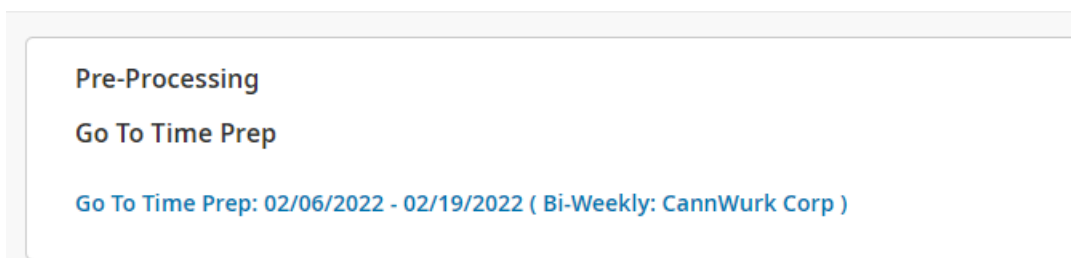 Pre-Processing
Go To Time Prep
Go To Time Prep: 02/06/2022 - 02/19/2022 ( Bi-Weekly: CannWurk Corp )